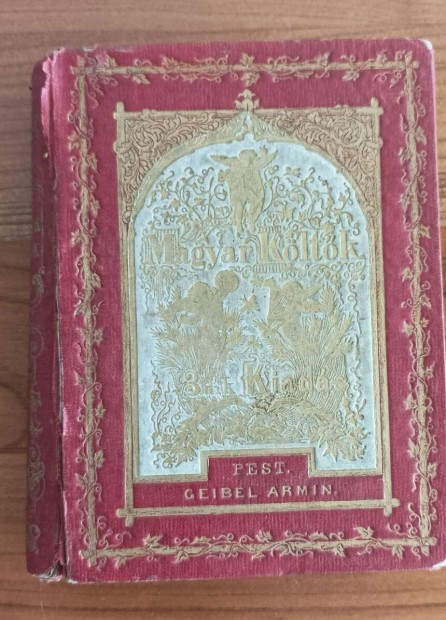 Magyar Költők
3-ik Kiadás
PEST.
GEIBEL ARMIN.